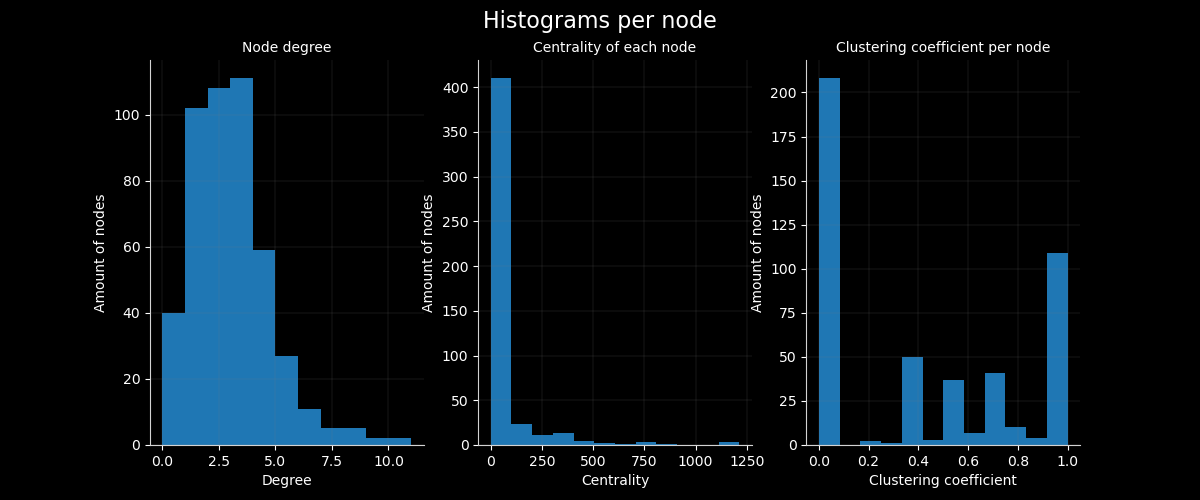 Histograms per node
Node degree
Amount of nodes
100
80
60
40
20
0
0.0 2.5 5.0 7.5 10.0
Degree
Centrality of each node
Amount of nodes
400
350
300
250
200
150
100
50
0
0 250 500 750 1000 1250
Centrality
Clustering coefficient per node
Amount of nodes
200
175
150
125
100
75
50
25
0
0.0 0.2 0.4 0.6 0.8 1.0
Clustering coefficient